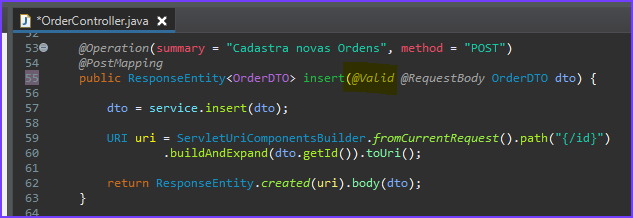 *OrderController.java
52
53 @Operation(summary = "Cadastra novas Ordens", method = "POST")
54 @PostMapping
55 public ResponseEntity<OrderDTO> insert(@Valid @RequestBody OrderDTO dto) {
56
57 dto = service.insert(dto);
58
59 URI uri = ServletUriComponentsBuilder.fromCurrentRequest().path("{/id}")
60 .buildAndExpand(dto.getId()).toUri();
61
62 return ResponseEntity.created(uri).body(dto);
63 }